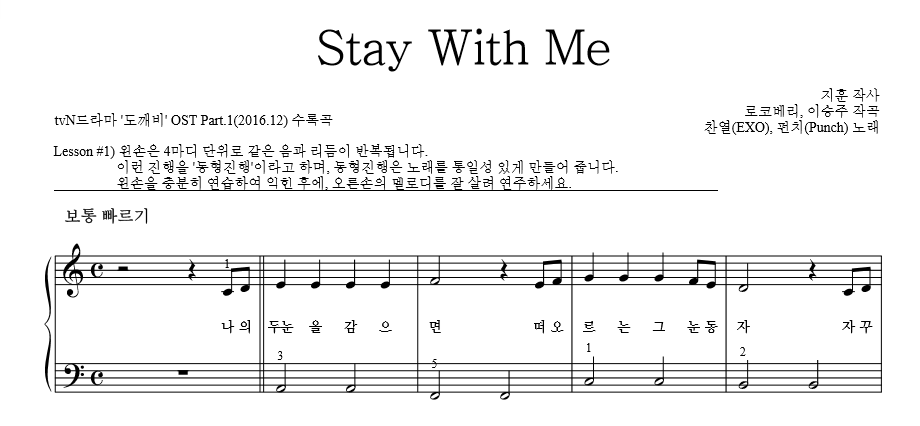 Stay With Me
지훈 작사
로코베리, 이승주 작곡
tvN드라마 '도깨비' OST Part.1(2016.12) 수록곡
찬열(EXO), 펀치(Punch) 노래
Lesson #1) 왼손은 4마디 단위로 같은 음과 리듬이 반복됩니다.
이런 진행을 '동형진행'이라고 하며, 동형진행은 노래를 통일성 있게 만들어 줍니다.
왼손을 충분히 연습하여 익힌 후에, 오른손의 멜로디를 잘 살려 연주하세요.
보통 빠르기
1
나 의 두눈 을 감 으 면 떠 오 르 는 그 눈 동 자 자 꾸
3 5 1 2